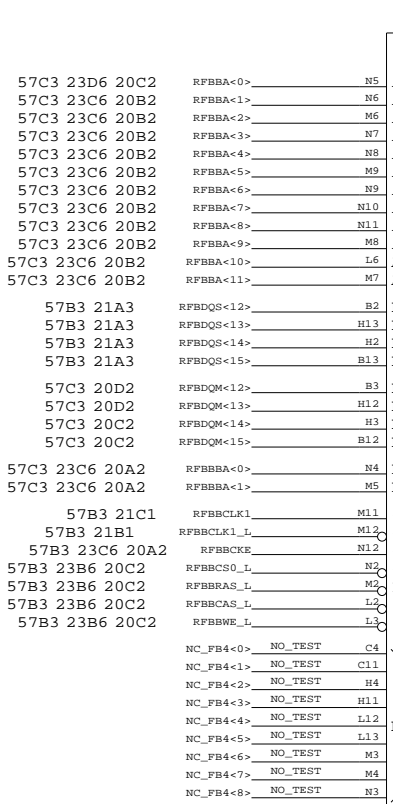 57C3 23D6 20C2 RFBBA<0> N5
57C3 23C6 20B2 RFBBA<1> N6
57C3 23C6 20B2 RFBBA<2> M6
57C3 23C6 20B2 RFBBA<3> N7
57C3 23C6 20B2 RFBBA<4> N8
57C3 23C6 20B2 RFBBA<5> M9
57C3 23C6 20B2 RFBBA<6> N9
57C3 23C6 20B2 RFBBA<7> N10
57C3 23C6 20B2 RFBBA<8> N11
57C3 23C6 20B2 RFBBA<9> M8
57C3 23C6 20B2 RFBBA<10> L6
57C3 23C6 20B2 RFBBA<11> M7
57B3 21A3 RFBDQS<12> B2
57B3 21A3 RFBDQS<13> H13
57B3 21A3 RFBDQS<14> H2
57B3 21A3 RFBDQS<15> B13
57C3 20D2 RFBDQM<12> B3
57C3 20D2 RFBDQM<13> H12
57C3 20C2 RFBDQM<14> H3
57C3 20C2 RFBDQM<15> B12
57C3 23C6 20A2 RFBBBA<0> N4
57C3 23C6 20A2 RFBBBA<1> M5
57B3 21C1 RFBBCLK1 M11
57B3 21B1 RFBBCLK1_L M12
57B3 23C6 20A2 RFBBCKE N12
57B3 23B6 20C2 RFBBCS0_L N2
57B3 23B6 20C2 RFBBRAS_L M2
57B3 23B6 20C2 RFBBCAS_L L2
57B3 23B6 20C2 RFBBWE_L L3
NC_FB4<0> NO_TEST C4
NC_FB4<1> NO_TEST C11
NC_FB4<2> NO_TEST H4
NC_FB4<3> NO_TEST H11
NC_FB4<4> NO_TEST L12
NC_FB4<5> NO_TEST L13
NC_FB4<6> NO_TEST M3
NC_FB4<7> NO_TEST M4
NC_FB4<8> NO_TEST N3